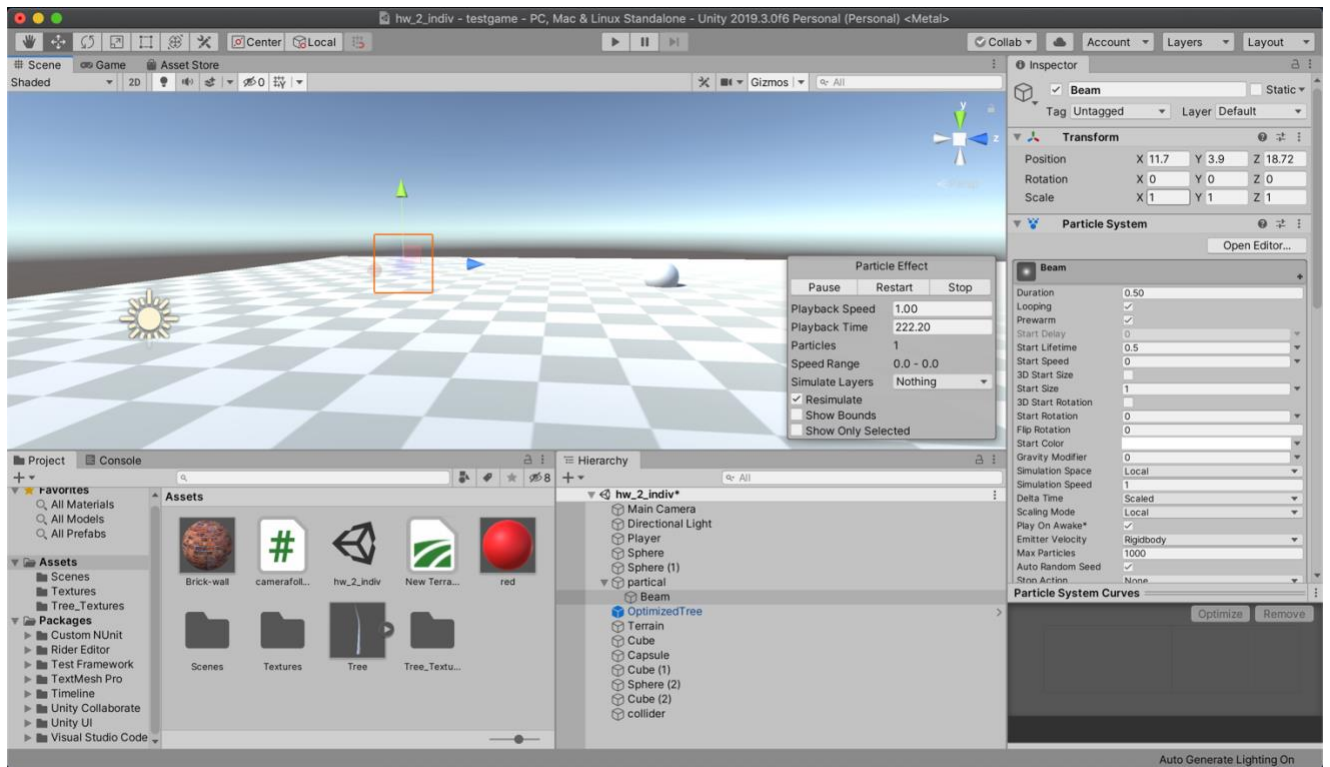 hw_2_indiv - testgame - PC, Mac & Linux Standalone - Unity 2019.3.0f6 Personal (Personal) <Metal>
Center Local
Collab Account Layers Layout
Scene Game Asset Store
Shaded 2D 0 Gizmos All
y
z
Particle Effect
Pause Restart Stop
Playback Speed 1.00
Playback Time 222.20
Particles 1
Speed Range 0.0 - 0.0
Simulate Layers Nothing
Resimulate
Show Bounds
Show Only Selected
Inspector
Beam Static
Tag Untagged Layer Default
Transform
Position X 11.7 Y 3.9 Z 18.72
Rotation X 0 Y 0 Z 0
Scale X 1 Y 1 Z 1
Particle System
Open Editor...
Beam
Duration 0.50
Looping
Prewarm
Start Delay 0
Start Lifetime 0.5
Start Speed 0
3D Start Size
Start Size 1
3D Start Rotation
Start Rotation 0
Flip Rotation 0
Start Color
Gravity Modifier 0
Simulation Space Local
Simulation Speed 1
Delta Time Scaled
Scaling Mode Local
Play On Awake*
Emitter Velocity Rigidbody
Max Particles 1000
Auto Random Seed
Stop Action None
Particle System Curves
Optimize Remove
Project Console
8
Favorites
All Materials
All Models
All Prefabs
Assets
Scenes
Textures
Tree_Textures
Packages
Custom NUnit
Rider Editor
Test Framework
TextMesh Pro
Timeline
Unity Collaborate
Unity UI
Visual Studio Code
Assets
Brick-wall camerafoll... hw_2_indiv New Terra... red
Scenes Textures Tree Tree_Textu...
Hierarchy
All
hw_2_indiv*
Main Camera
Directional Light
Player
Sphere
Sphere (1)
partical
Beam
OptimizedTree
Terrain
Cube
Capsule
Cube (1)
Sphere (2)
Cube (2)
collider
Auto Generate Lighting On